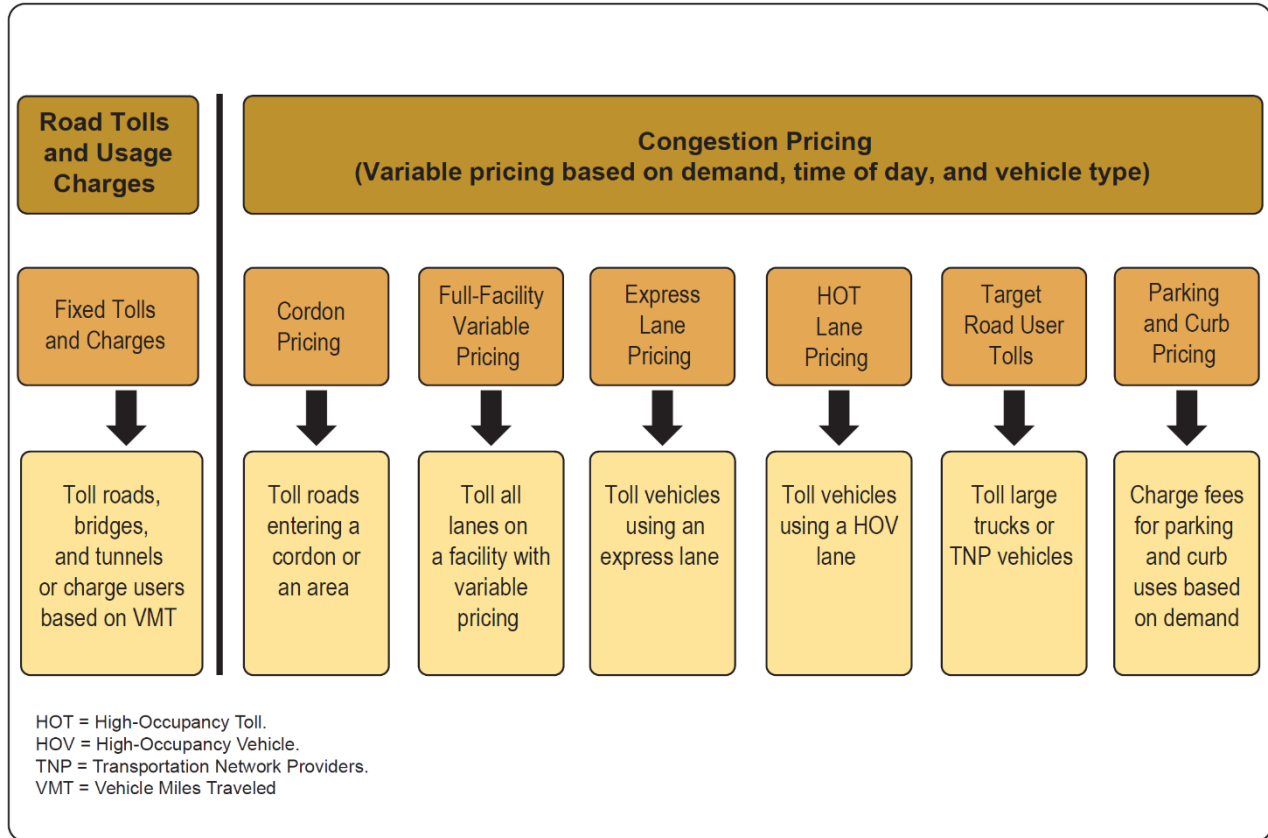 Road Tolls
and Usage
Charges
Congestion Pricing
(Variable pricing based on demand, time of day, and vehicle type)
Fixed Tolls
and Charges
Cordon
Pricing
Full-Facility
Variable
Pricing
Express
Lane
Pricing
HOT
Lane
Pricing
Target
Road User
Tolls
Parking
and Curb
Pricing
Toll roads,
bridges,
and tunnels
or charge users
based on VMT
Toll roads
entering a
cordon or
an area
Toll all
lanes on
a facility with
variable
pricing
Toll vehicles
using an
express lane
Toll vehicles
using a HOV
lane
Toll large
trucks or
TNP vehicles
Charge fees
for parking
and curb
uses based
on demand
HOT = High-Occupancy Toll.
HOV = High-Occupancy Vehicle.
TNP = Transportation Network Providers.
VMT = Vehicle Miles Traveled